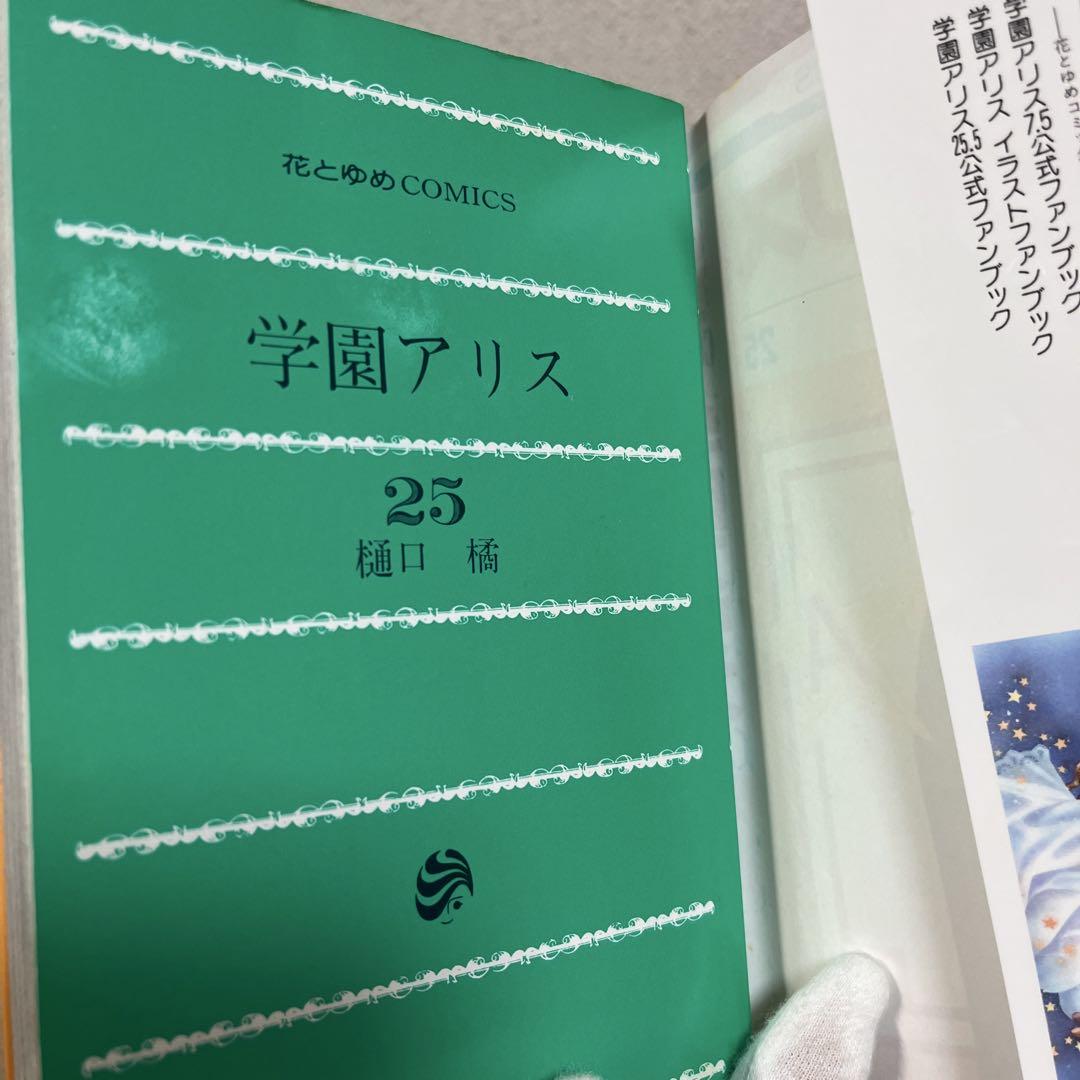 花とゆめCOMICS
学園アリス
25
樋口 橘
学園アリス7.5公式ファンブック
学園アリス イラストファンブック
学園アリス25.5公式ファンブック